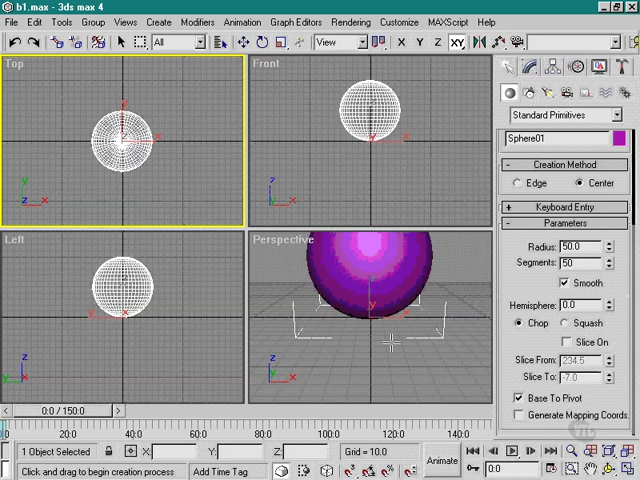 b1.max - 3ds max 4
File Edit Tools Group Views Create Modifiers Animation Graph Editors Rendering Customize MAXScript Help
All View X Y Z XY
Top
Front
Left
Perspective
y
x
z
Standard Primitives
Sphere01
- Creation Method
Edge Center
+ Keyboard Entry
- Parameters
Radius: 50.0
Segments: 50
Smooth
Hemisphere: 0.0
Chop Squash
Slice On
Slice From: 234.5
Slice To: -7.0
Base To Pivot
Generate Mapping Coords.
< 0:0 / 150.0 >
20:0 40:0 60:0 80:0 100:0 120:0 140:0
1 Object Selected X: Y: Z: Grid = 10.0
Click and drag to begin creation process Add Time Tag
Animate
0:0